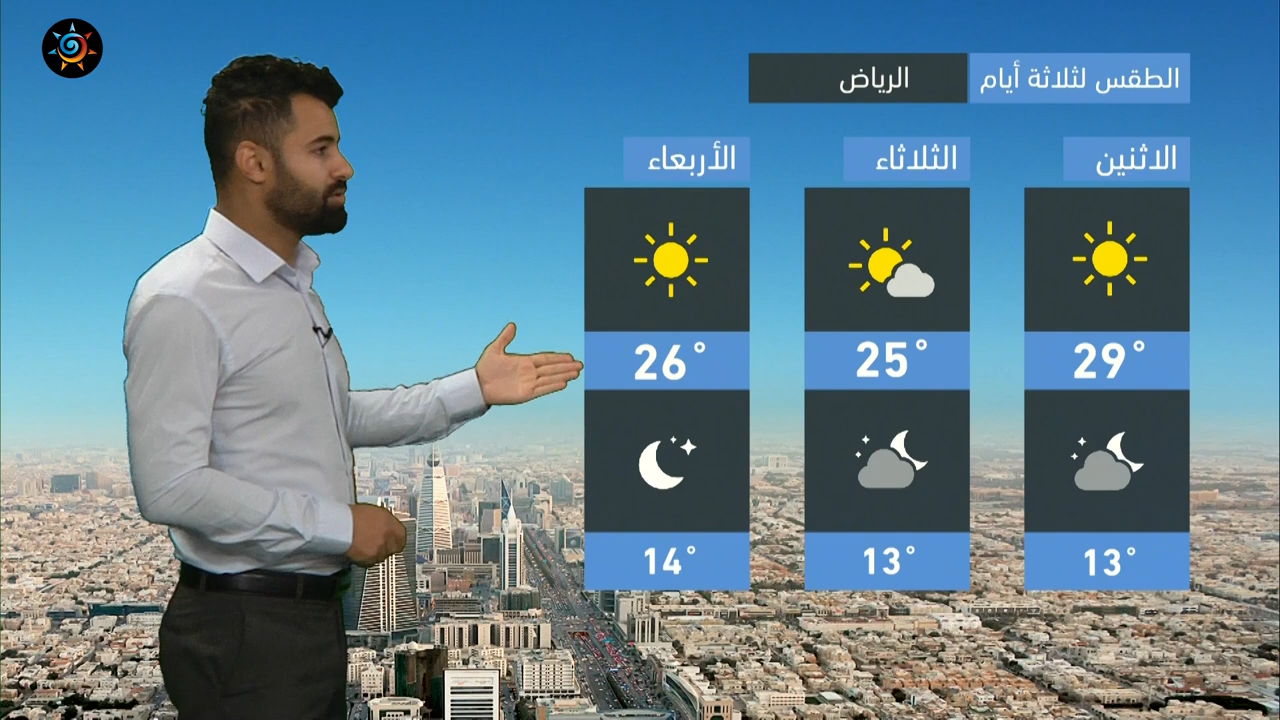 الطقس لثلاثة أيام
الرياض
الاثنين
الثلاثاء
الأربعاء
29°
25°
26°
13°
13°
14°